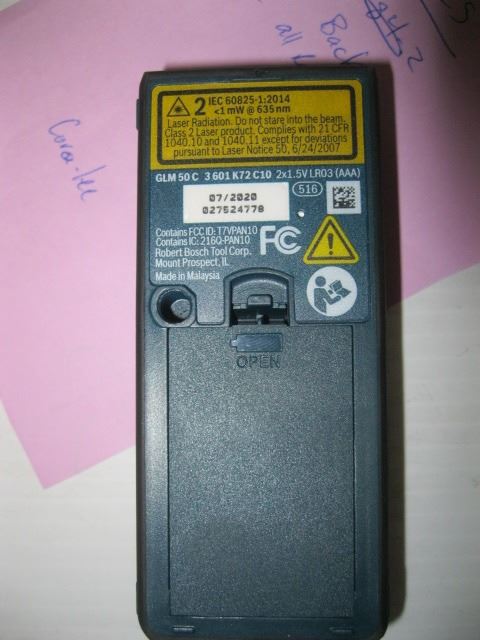 Back
all
Cora-lee
2 IEC 60825-1:2014
<1 mW @ 635 nm
Laser Radiation. Do not stare into the beam.
Class 2 Laser product. Complies with 21 CFR
1040.10 and 1040.11 except for deviations
pursuant to Laser Notice 50, 6/24/2007
GLM 50 C 3 601 K72 C10 2x1.5V LR03 (AAA)
07/2020
027524778
516
Contains FCC ID: T7VPAN10
Contains IC: 216Q-PAN10
Robert Bosch Tool Corp.
Mount Prospect, IL
Made in Malaysia
FC
OPEN